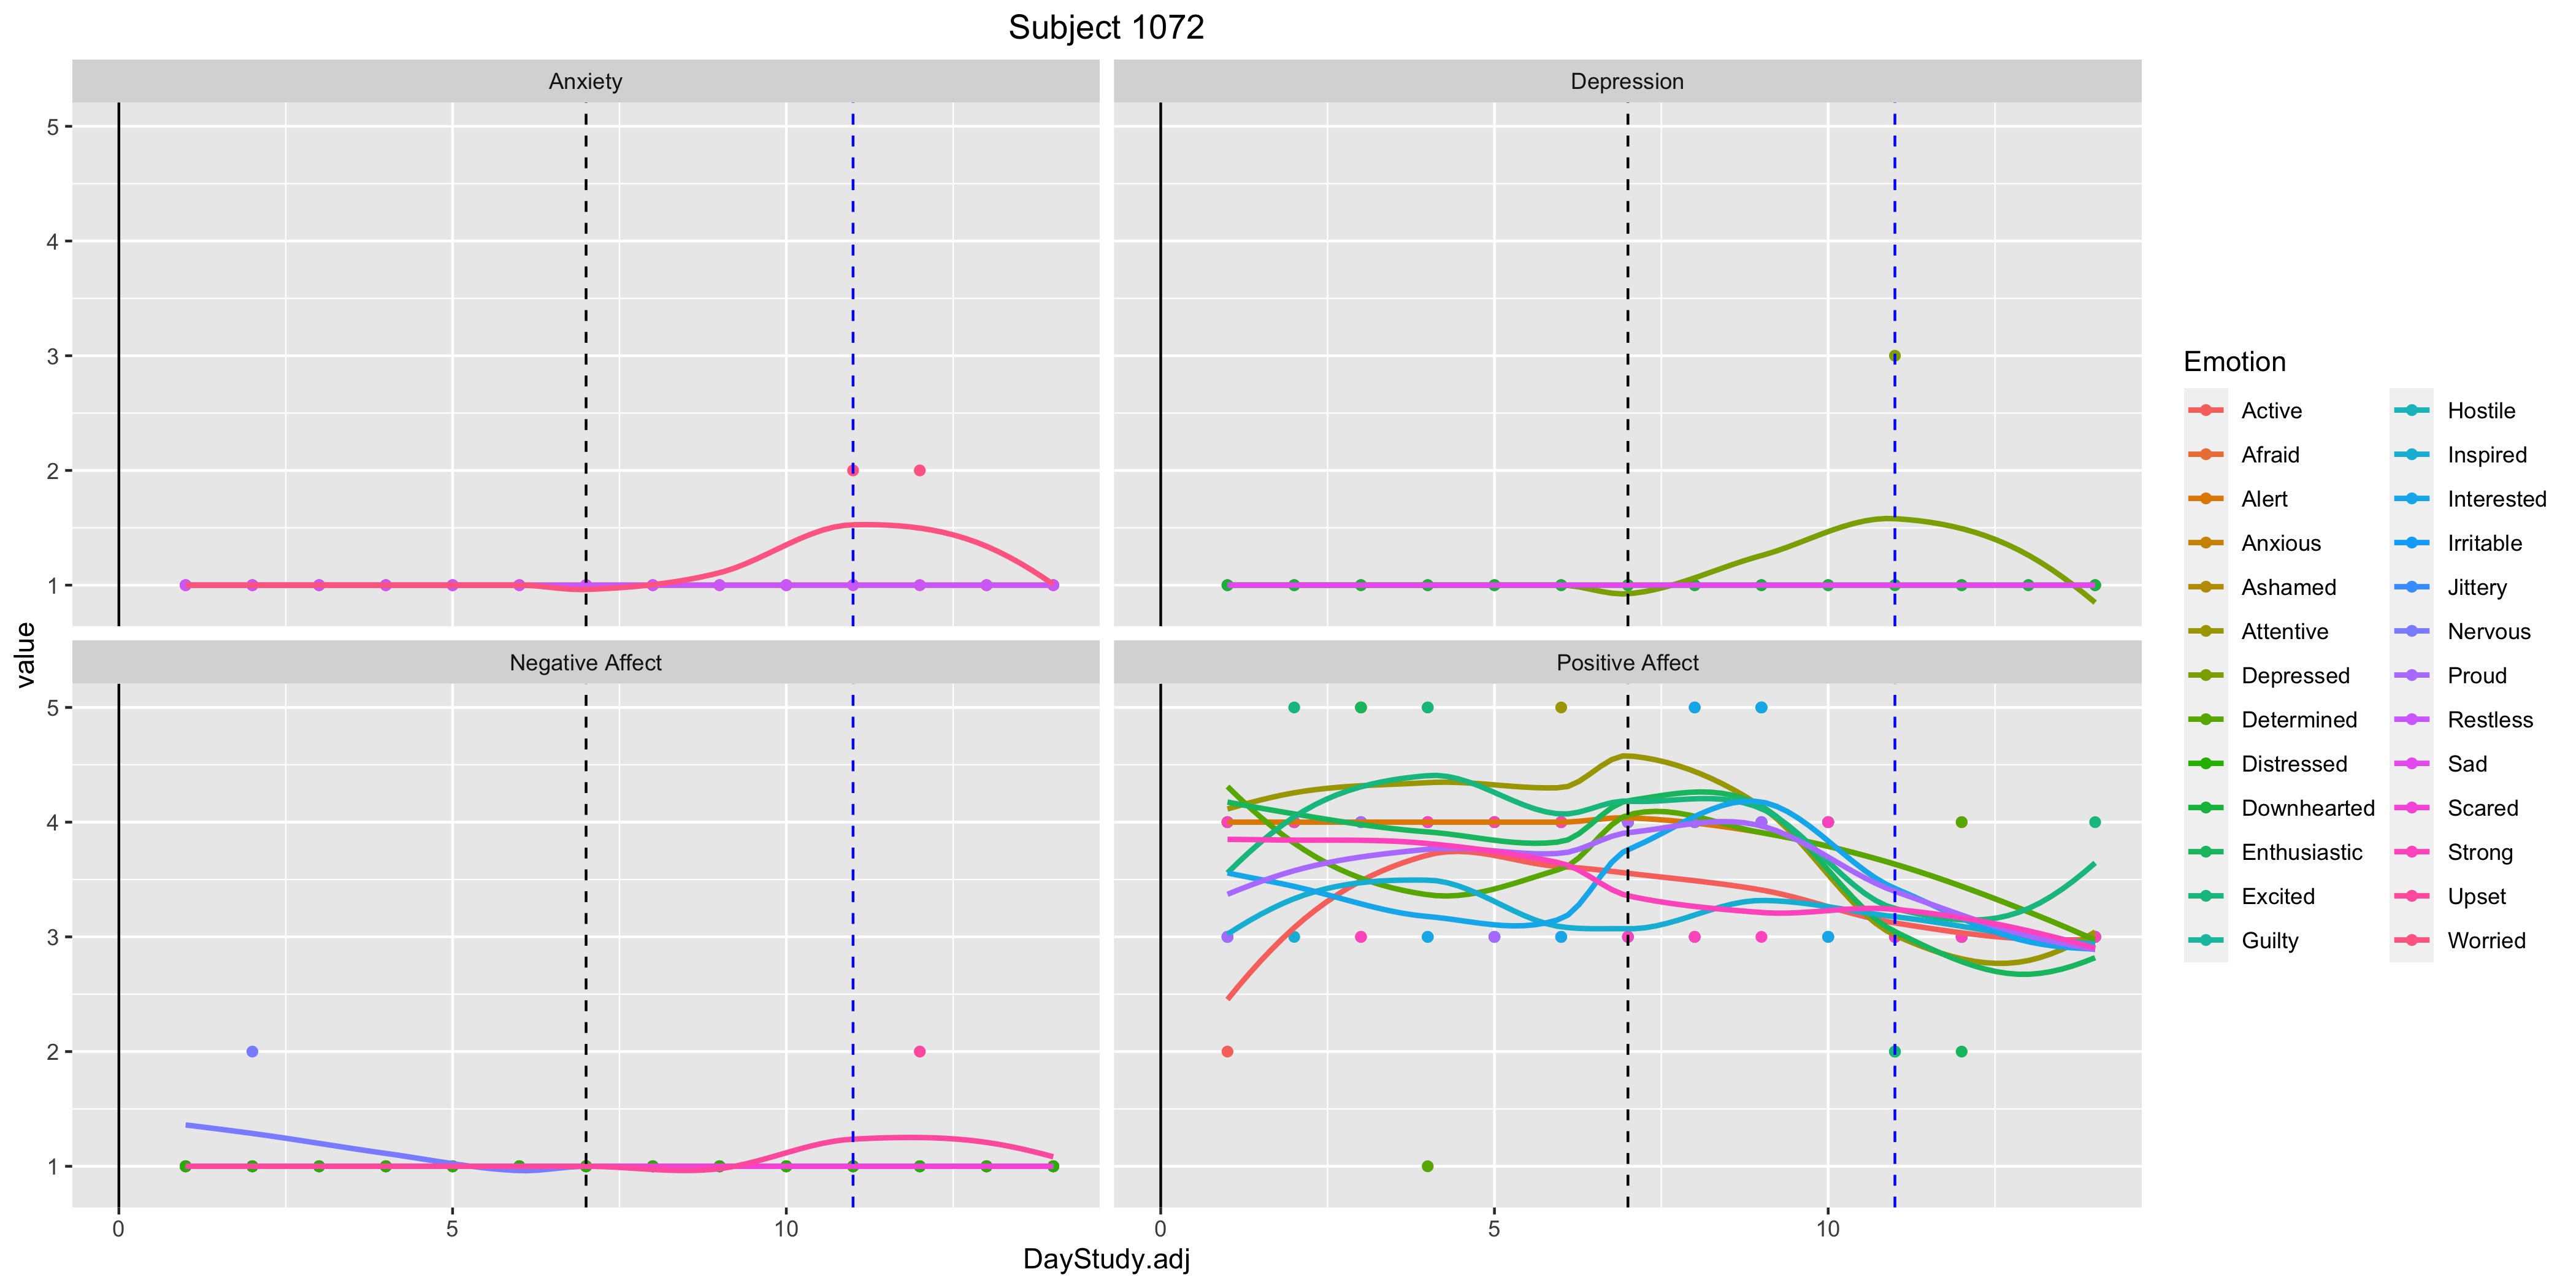 Subject 1072
Anxiety
Depression
5
4
3
2
1
Negative Affect
Positive Affect
5
4
3
2
1
value
0
5
10
0
5
10
DayStudy.adj
Emotion
Active
Afraid
Alert
Anxious
Ashamed
Attentive
Depressed
Determined
Distressed
Downhearted
Enthusiastic
Excited
Guilty
Hostile
Inspired
Interested
Irritable
Jittery
Nervous
Proud
Restless
Sad
Scared
Strong
Upset
Worried